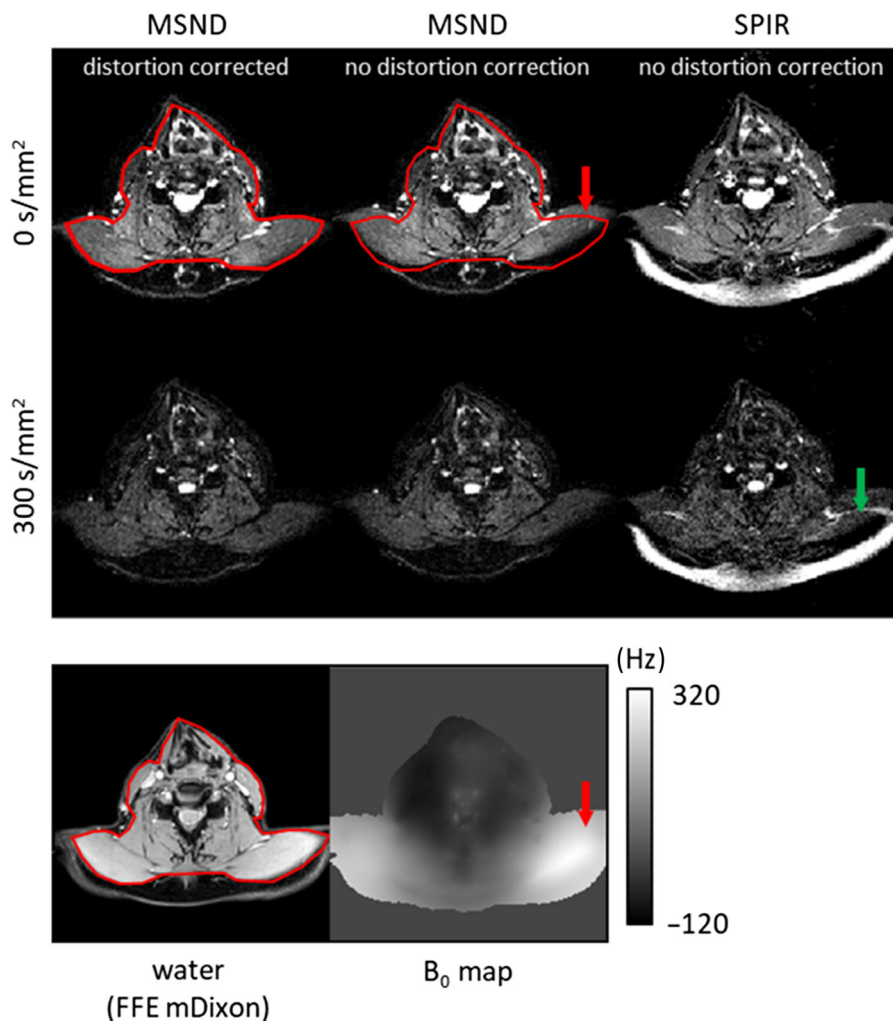 MSND MSND SPIR
distortion corrected no distortion correction no distortion correction
0 s/mm²
300 s/mm²
(Hz)
320
−120
water B₀ map
(FFE mDixon)